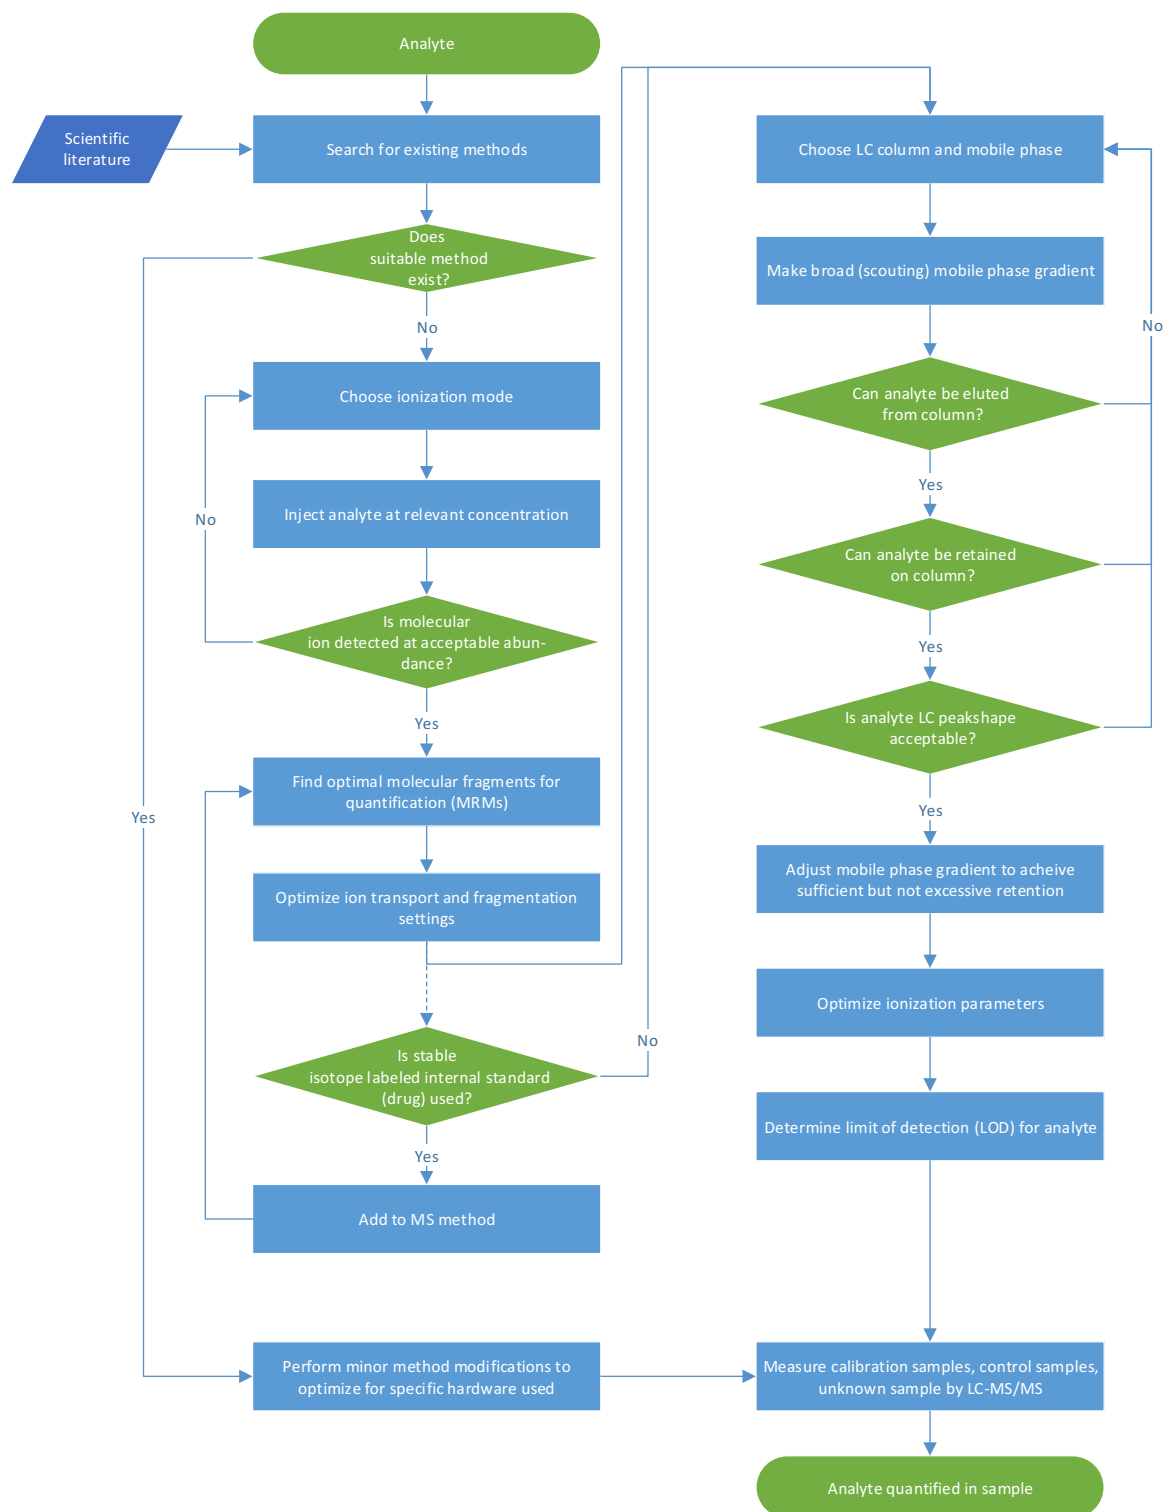 Analyte
Scientific
literature
Search for existing methods
Does
suitable method
exist?
No
Choose ionization mode
Inject analyte at relevant concentration
No
Is molecular
ion detected at acceptable abun-
dance?
Yes
Find optimal molecular fragments for
quantification (MRMs)
Yes
Optimize ion transport and fragmentation
settings
Is stable
isotope labeled internal standard
(drug) used?
No
Yes
Add to MS method
Perform minor method modifications to
optimize for specific hardware used
Choose LC column and mobile phase
Make broad (scouting) mobile phase gradient
No
Can analyte be eluted
from column?
Yes
Can analyte be retained
on column?
Yes
Is analyte LC peakshape
acceptable?
Yes
Adjust mobile phase gradient to acheive
sufficient but not excessive retention
Optimize ionization parameters
Determine limit of detection (LOD) for analyte
Measure calibration samples, control samples,
unknown sample by LC-MS/MS
Analyte quantified in sample